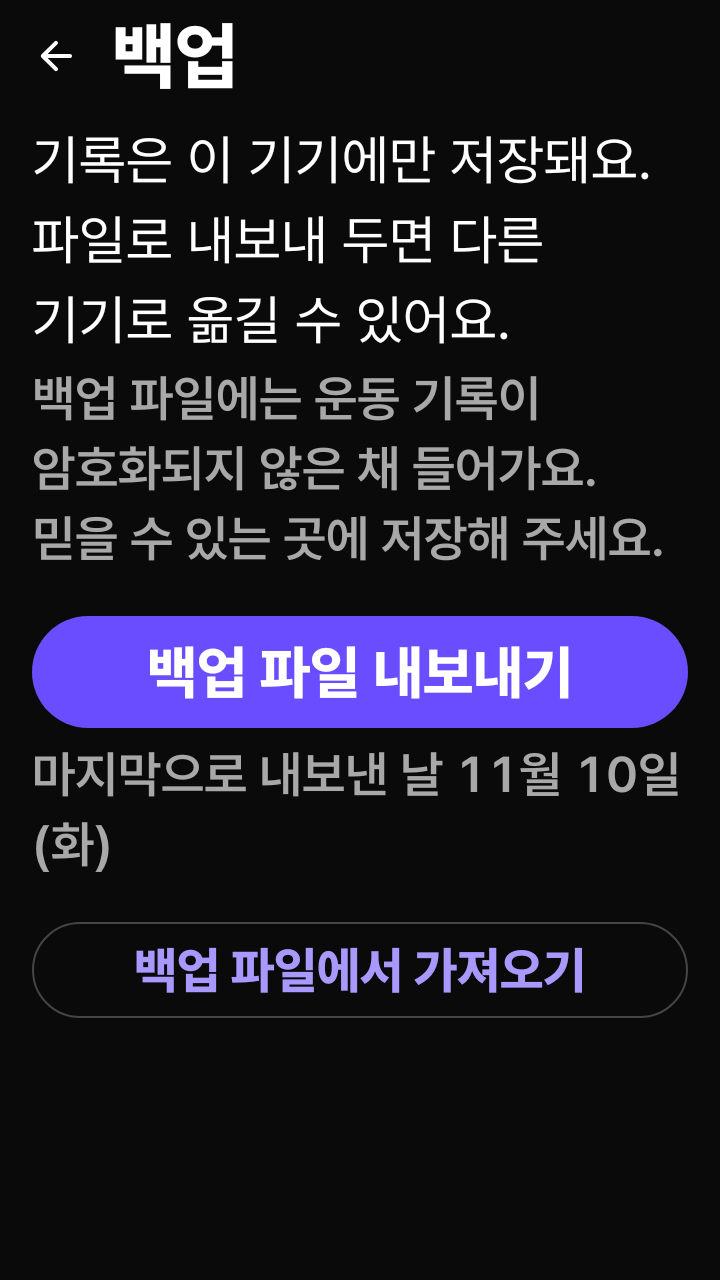 백업
기록은 이 기기에만 저장돼요.
파일로 내보내 두면 다른
기기로 옮길 수 있어요.
백업 파일에는 운동 기록이
암호화되지 않은 채 들어가요.
믿을 수 있는 곳에 저장해 주세요.
백업 파일 내보내기
마지막으로 내보낸 날 11월 10일
(화)
백업 파일에서 가져오기